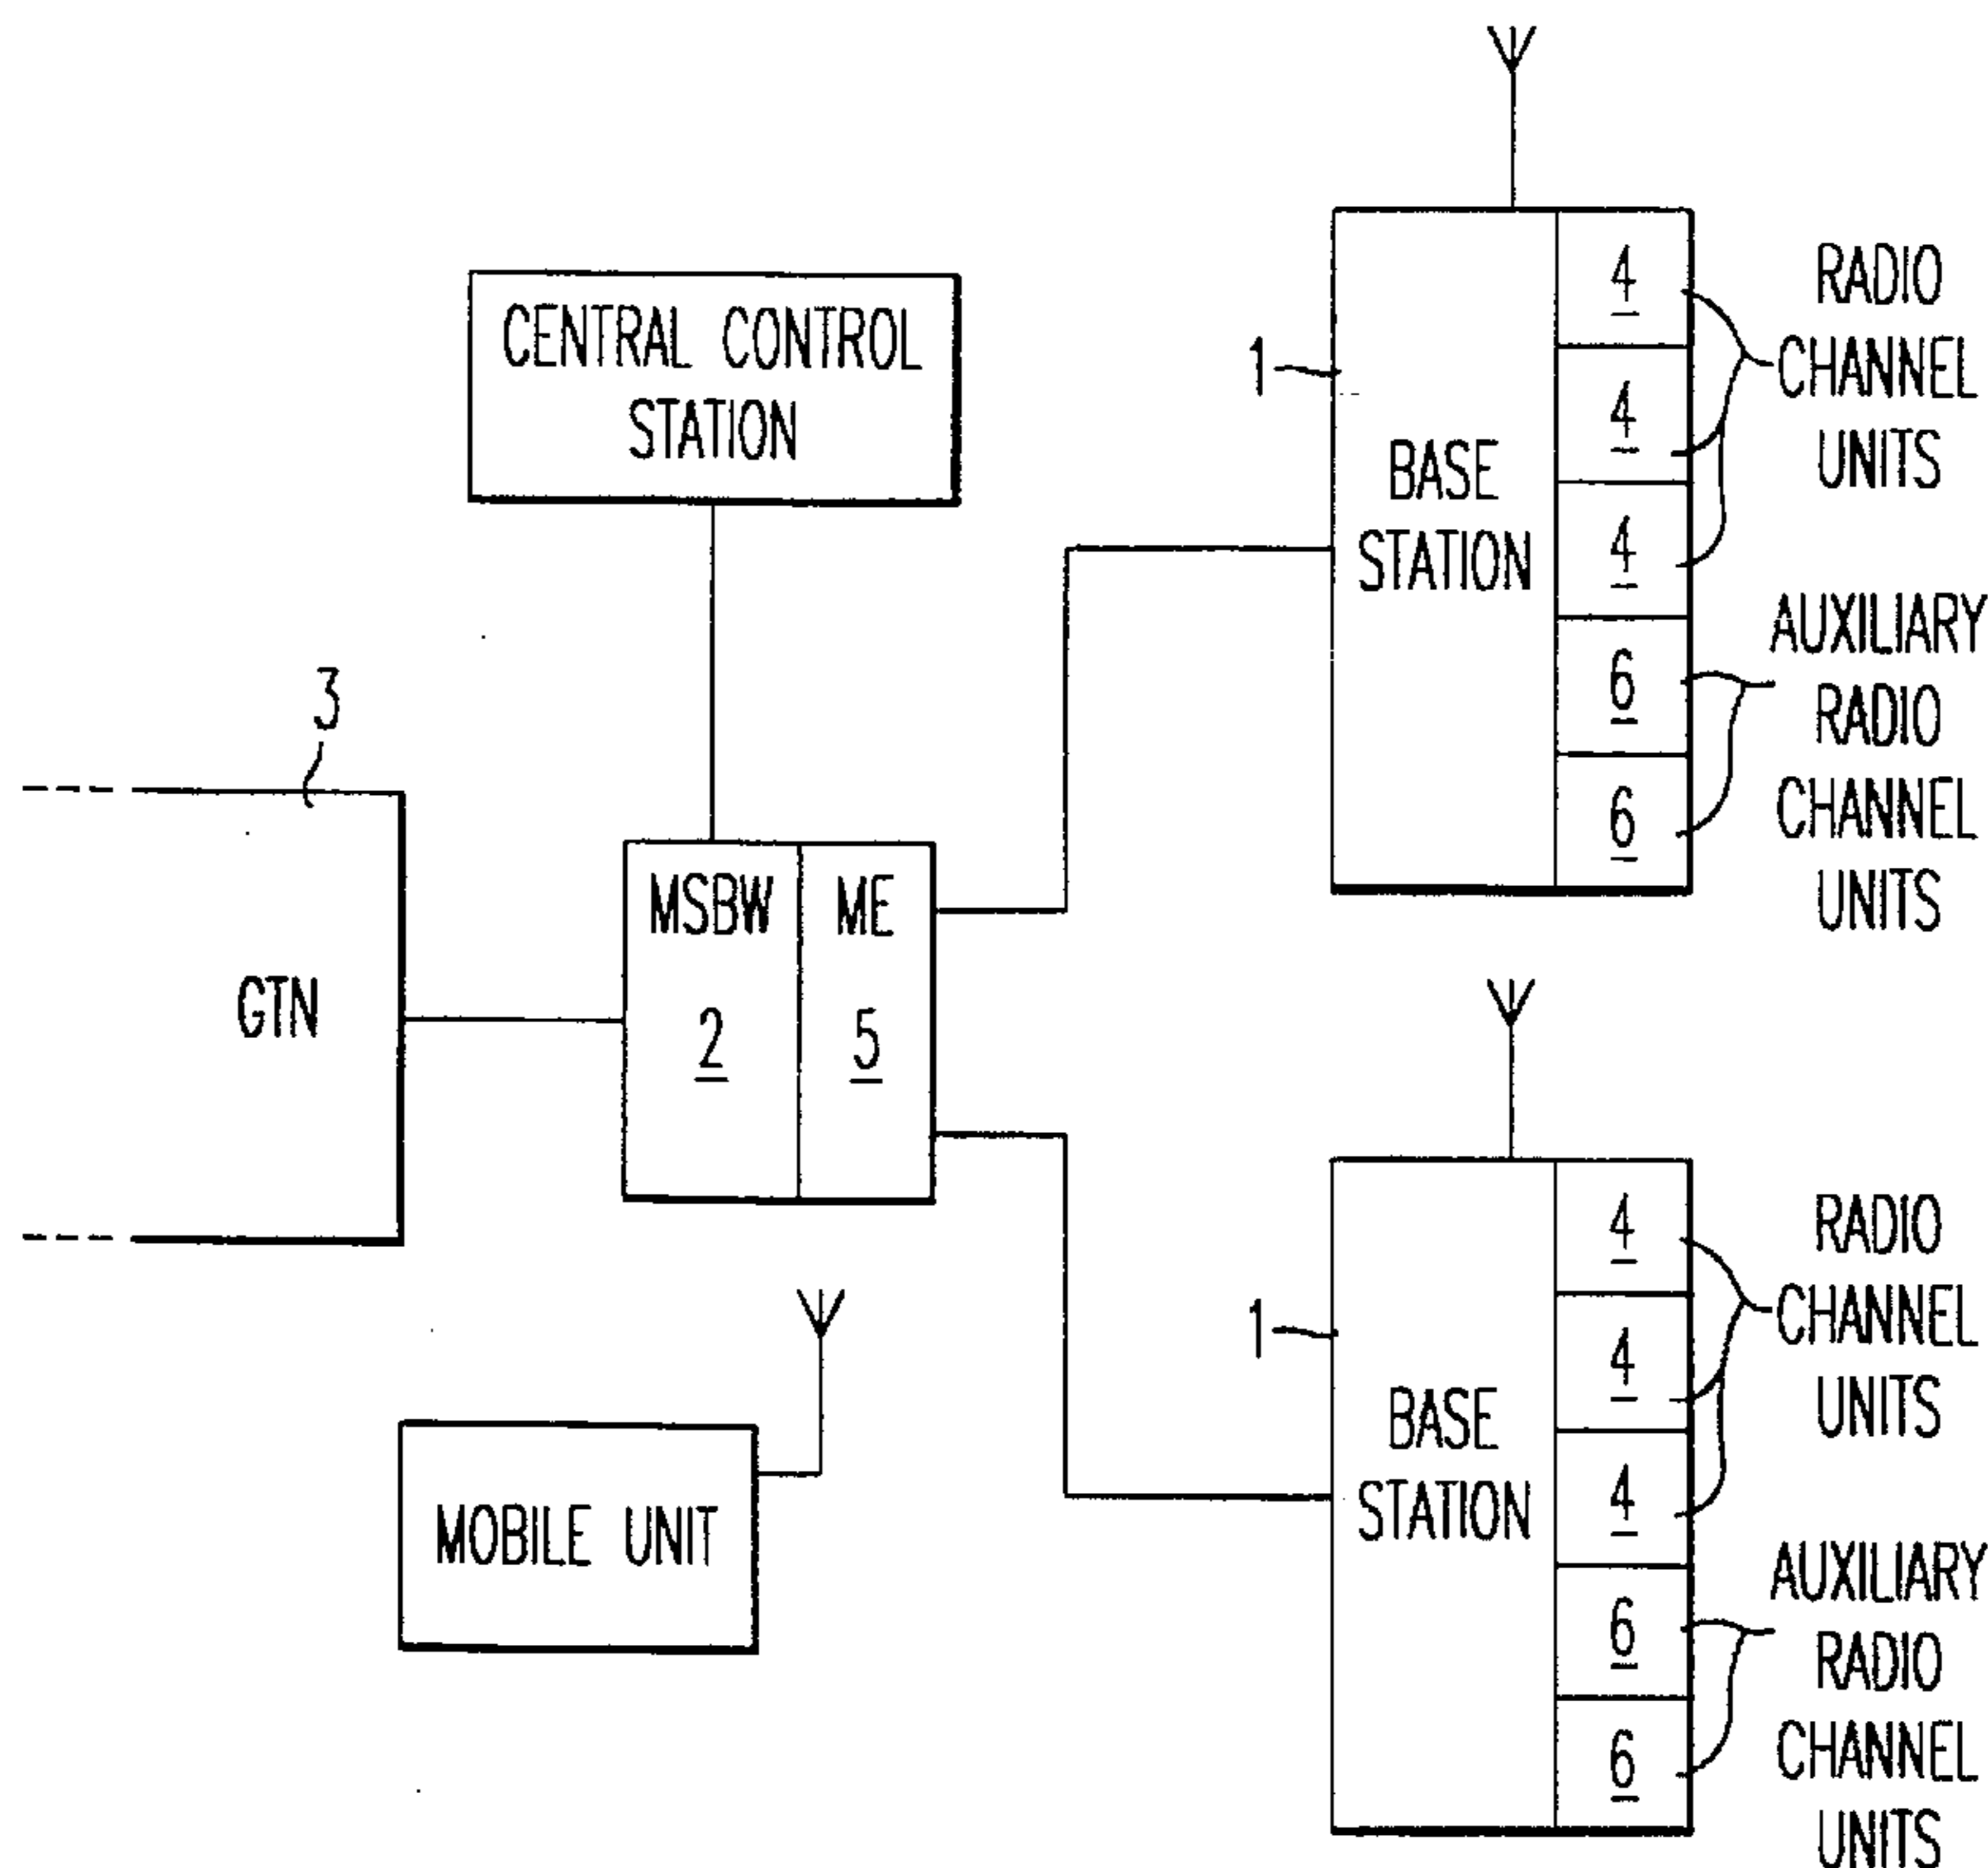 CENTRAL CONTROL
STATION
3
GTN
MSBW
2
ME
5
MOBILE UNIT
1
BASE
STATION
4
4
4
6
6
RADIO
CHANNEL
UNITS
AUXILIARY
RADIO
CHANNEL
UNITS
1
BASE
STATION
4
4
4
6
6
RADIO
CHANNEL
UNITS
AUXILIARY
RADIO
CHANNEL
UNITS